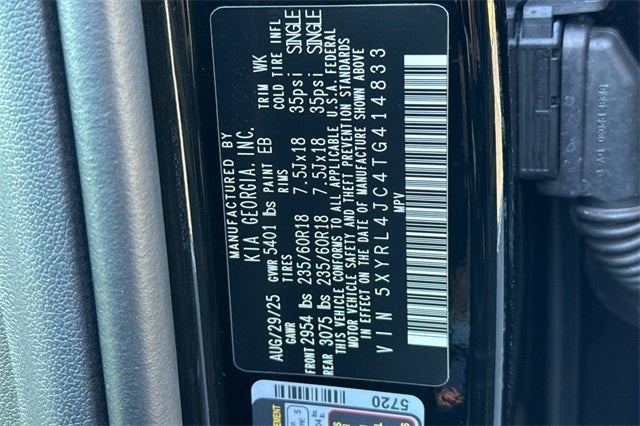 MANUFACTURED BY
KIA GEORGIA, INC.
AUG/29/25 GVWR 5401 lbs PAINT EB TRIM WK
GAWR TIRES RIMS COLD TIRE INFL
FRONT 2954 lbs 235/60R18 7.5Jx18 35psi SINGLE
REAR 3075 lbs 235/60R18 7.5Jx18 35psi SINGLE
THIS VEHICLE CONFORMS TO ALL APPLICABLE U.S.A. FEDERAL
MOTOR VEHICLE SAFETY AND THEFT PREVENTION STANDARDS
IN EFFECT ON THE DATE OF MANUFACTURE SHOWN ABOVE
VIN 5XYRL4JC4TG414833
MPV
5720